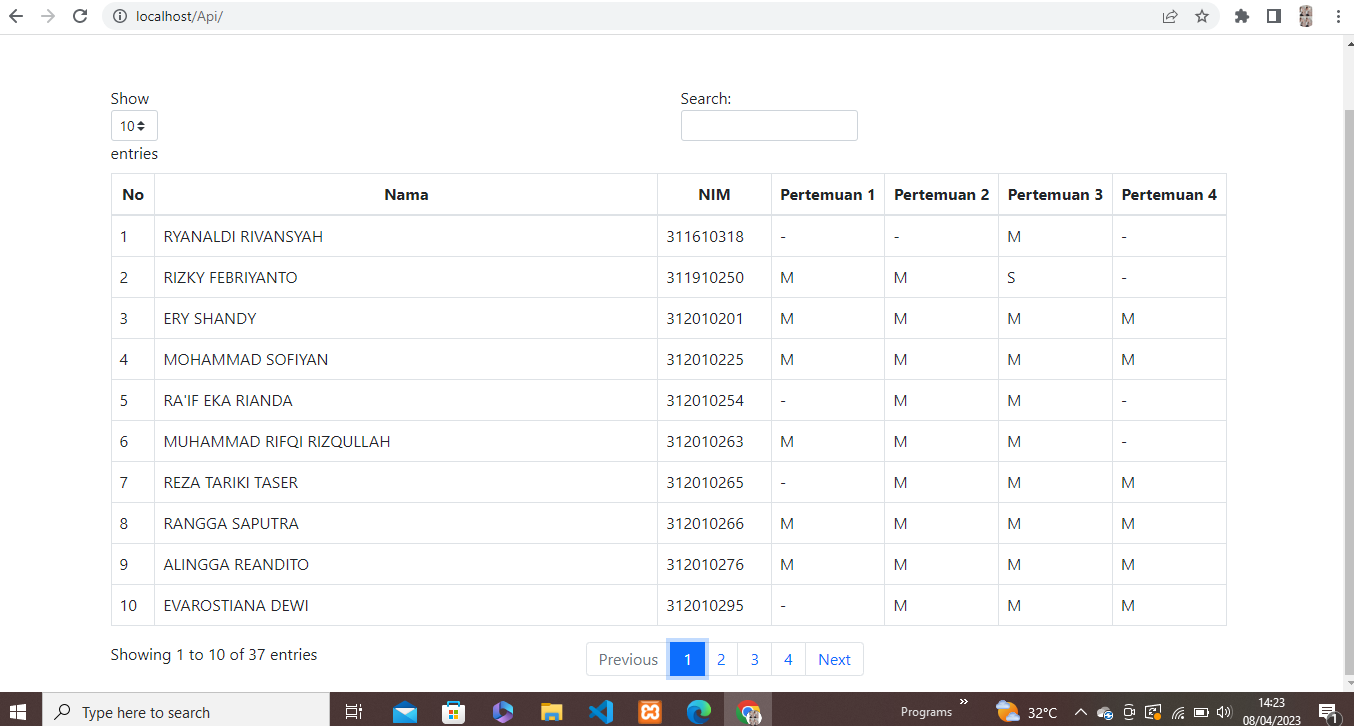 localhost/Api/
Show
10
entries
Search:
No Nama NIM Pertemuan 1 Pertemuan 2 Pertemuan 3 Pertemuan 4
1 RYANALDI RIVANSYAH 311610318 - - M -
2 RIZKY FEBRIYANTO 311910250 M M S -
3 ERY SHANDY 312010201 M M M M
4 MOHAMMAD SOFIYAN 312010225 M M M M
5 RA'IF EKA RIANDA 312010254 - M M -
6 MUHAMMAD RIFQI RIZQULLAH 312010263 M M M -
7 REZA TARIKI TASER 312010265 - M M M
8 RANGGA SAPUTRA 312010266 M M M M
9 ALINGGA REANDITO 312010276 M M M M
10 EVAROSTIANA DEWI 312010295 - M M M
Showing 1 to 10 of 37 entries
Previous 1 2 3 4 Next
Type here to search
Programs
32°C
14:23
08/04/2023
1